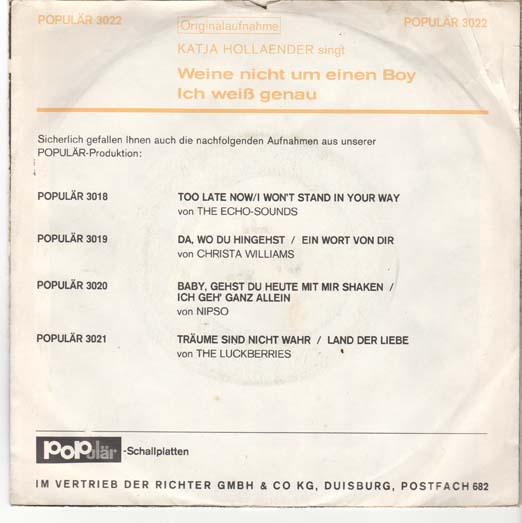 POPULÄR 3022 Originalaufnahme POPULÄR 3022
KATJA HOLLAENDER singt
Weine nicht um einen Boy
Ich weiß genau
Sicherlich gefallen Ihnen auch die nachfolgenden Aufnahmen aus unserer
POPULÄR-Produktion:
POPULÄR 3018 TOO LATE NOW/I WON'T STAND IN YOUR WAY
von THE ECHO-SOUNDS
POPULÄR 3019 DA, WO DU HINGEHST / EIN WORT VON DIR
von CHRISTA WILLIAMS
POPULÄR 3020 BABY, GEHST DU HEUTE MIT MIR SHAKEN /
ICH GEH' GANZ ALLEIN
von NIPSO
POPULÄR 3021 TRÄUME SIND NICHT WAHR / LAND DER LIEBE
von THE LUCKBERRIES
populär -Schallplatten
IM VERTRIEB DER RICHTER GMBH & CO KG, DUISBURG, POSTFACH 682